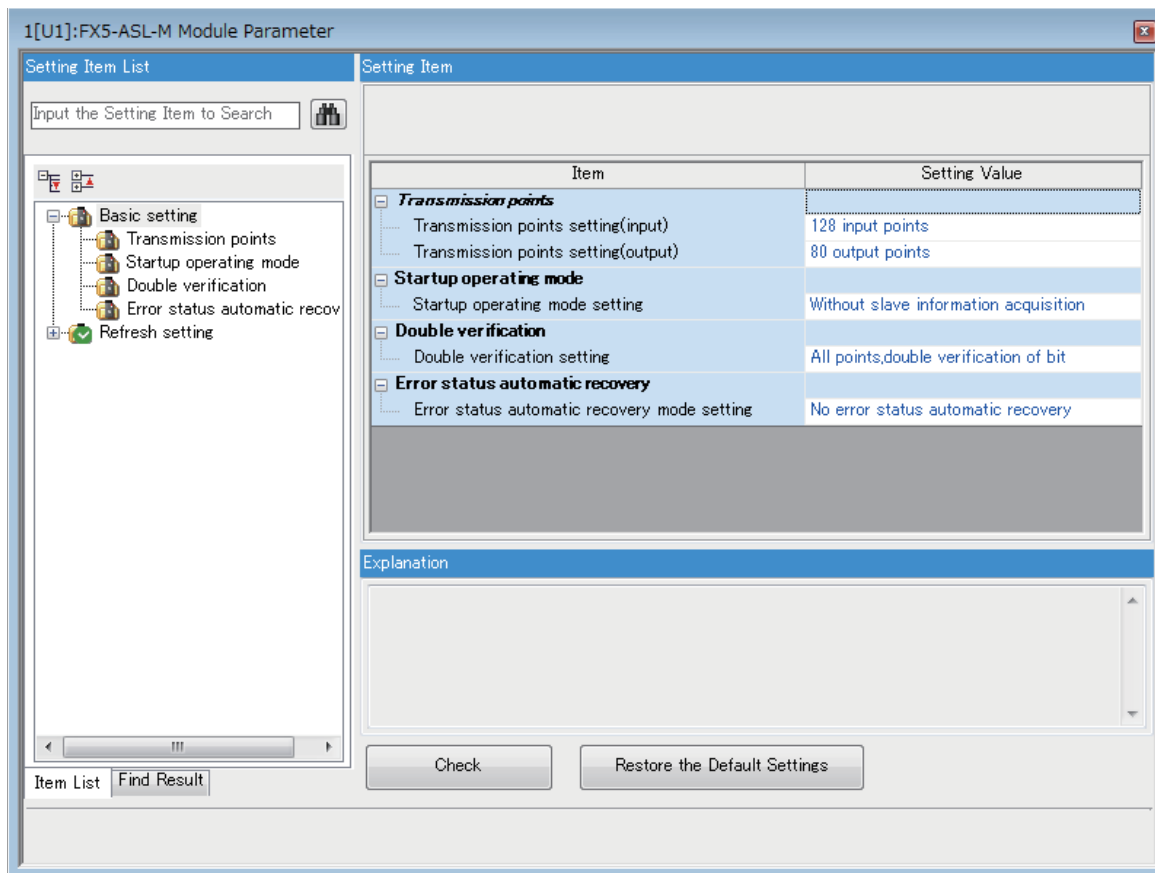 1[U1]:FX5-ASL-M Module Parameter
Setting Item List
Input the Setting Item to Search
Basic setting
Transmission points
Startup operating mode
Double verification
Error status automatic recov
Refresh setting
Item List
Find Result
Setting Item
Item Setting Value
Transmission points
Transmission points setting(input) 128 input points
Transmission points setting(output) 80 output points
Startup operating mode
Startup operating mode setting Without slave information acquisition
Double verification
Double verification setting All points,double verification of bit
Error status automatic recovery
Error status automatic recovery mode setting No error status automatic recovery
Explanation
Check Restore the Default Settings